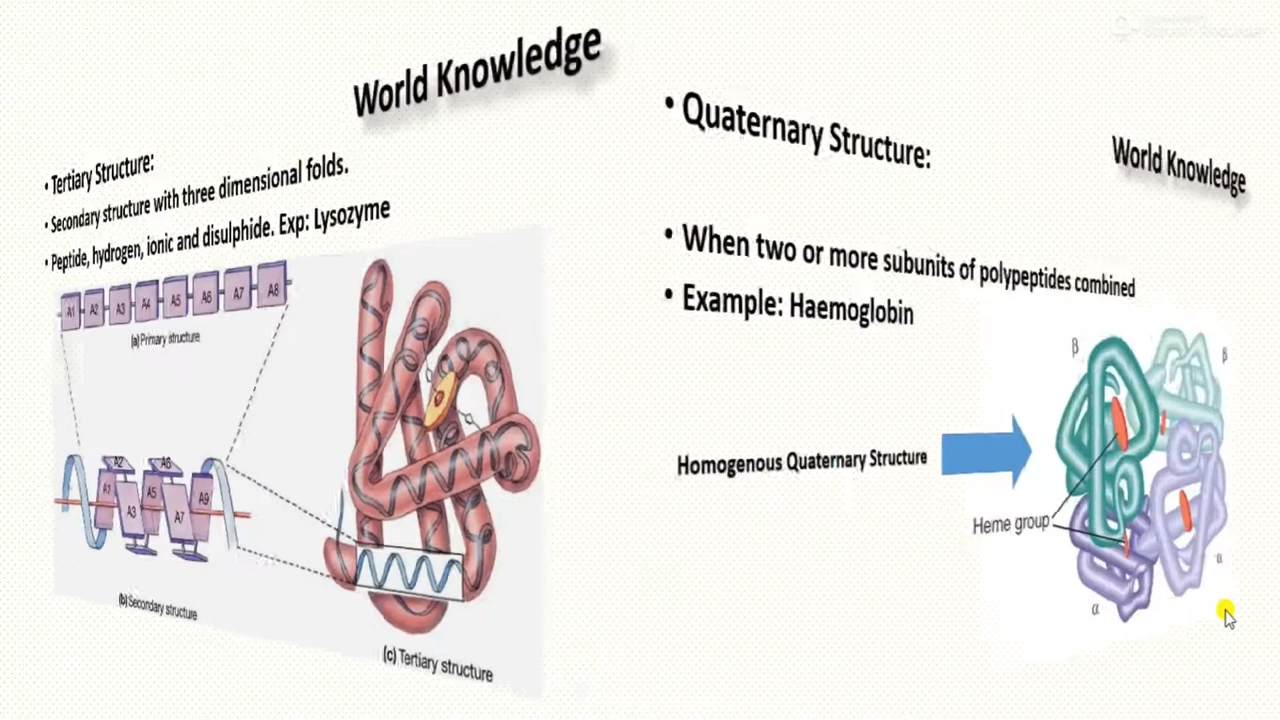 World Knowledge
• Tertiary Structure:
• Secondary structure with three dimensional folds.
• Peptide, hydrogen, ionic and disulphide. Exp: Lysozyme
A1 A2 A3 A4 A5 A6 A7 A8
(a) Primary structure
A2 A6
A1 A3 A5 A7 A9
(b) Secondary structure
(c) Tertiary structure
• Quaternary Structure:
World Knowledge
• When two or more subunits of polypeptides combined
• Example: Haemoglobin
β β
Homogenous Quaternary Structure
Heme group
α
α